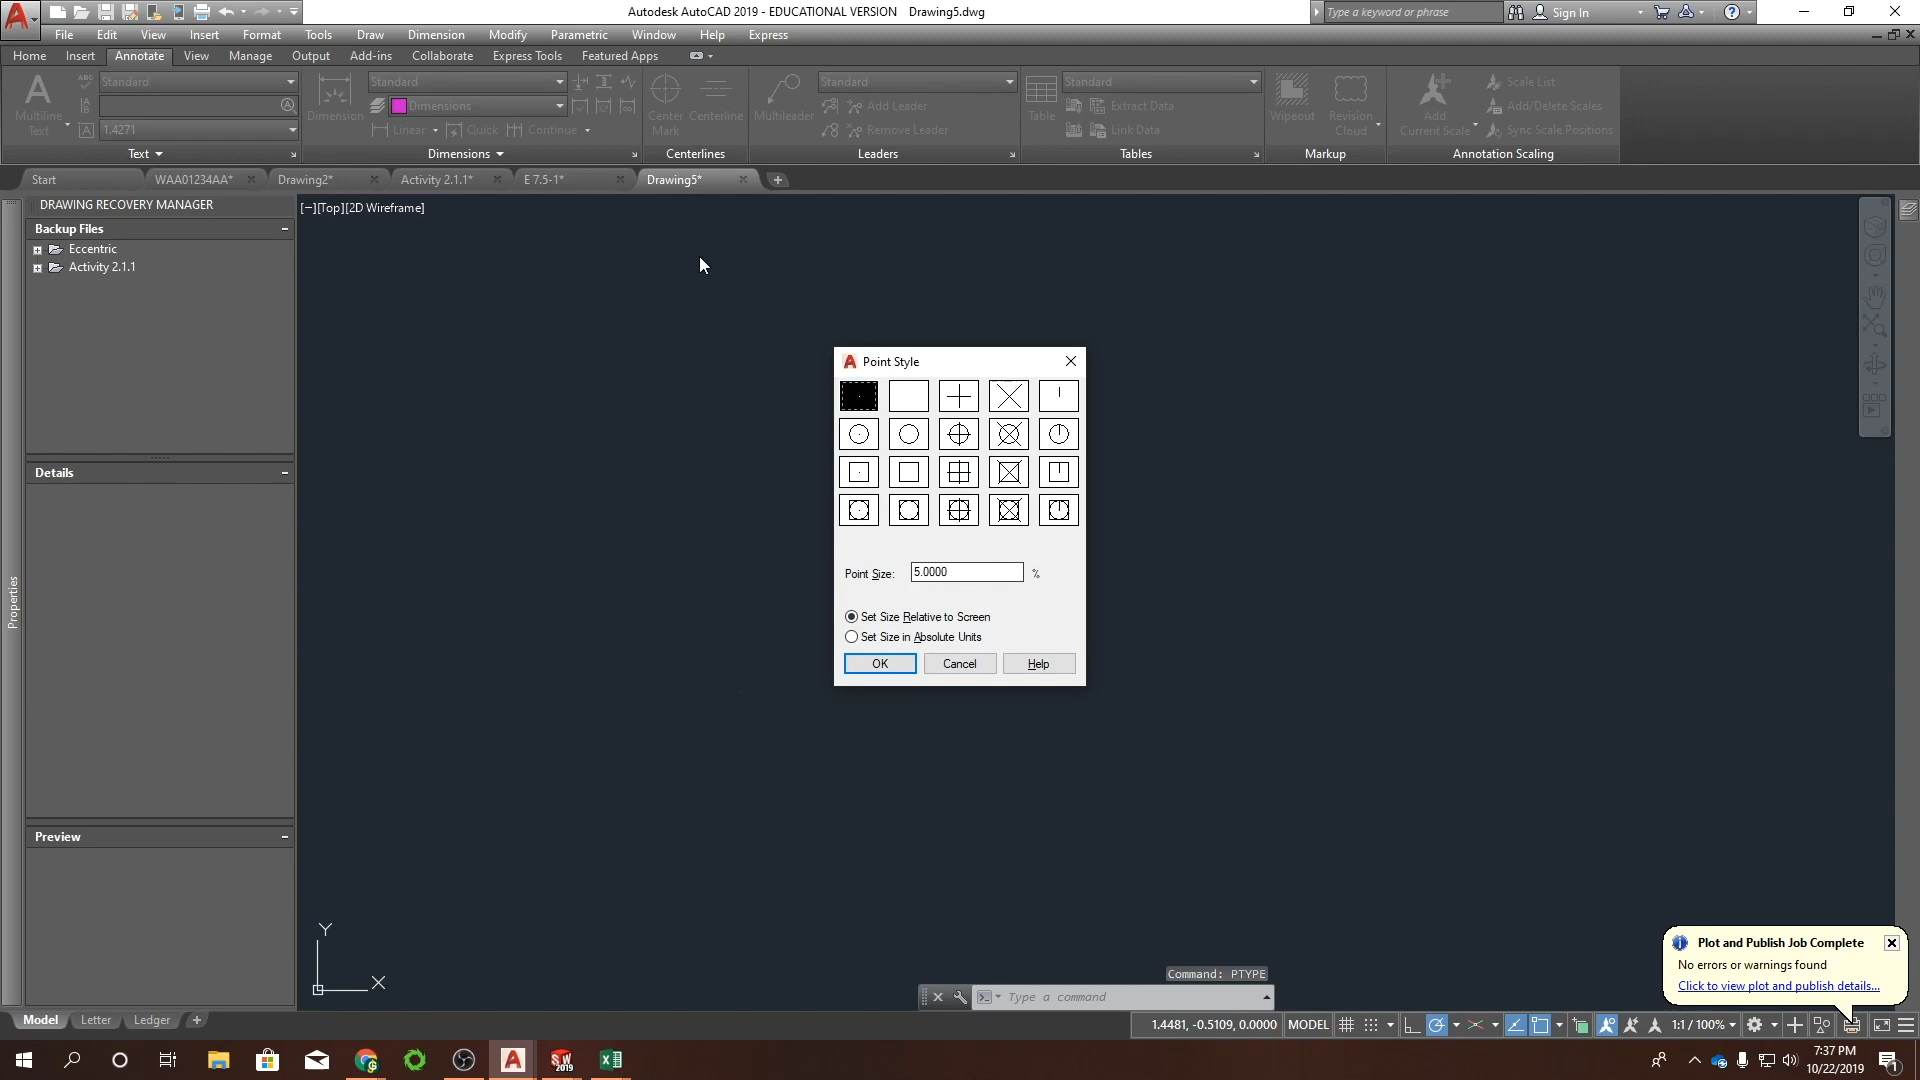 Autodesk AutoCAD 2019 - EDUCATIONAL VERSION Drawing5.dwg
Type a keyword or phrase
Sign In
File Edit View Insert Format Tools Draw Dimension Modify Parametric Window Help Express
Home Insert Annotate View Manage Output Add-ins Collaborate Express Tools Featured Apps
Multiline
Text
ABC
Standard
1.4271
Text
Dimension
Standard
Dimensions
Linear Quick Continue
Dimensions
Center
Mark
Centerline
Centerlines
Multileader
Standard
Add Leader
Remove Leader
Leaders
Table
Standard
Extract Data
Link Data
Tables
Wipeout
Revision
Cloud
Markup
Add
Current Scale
Scale List
Add/Delete Scales
Sync Scale Positions
Annotation Scaling
Start WAA01234AA* Drawing2* Activity 2.1.1* E 7.5-1* Drawing5*
DRAWING RECOVERY MANAGER
Backup Files
Eccentric
Activity 2.1.1
Details
Preview
Properties
[−][Top][2D Wireframe]
Point Style
Point Size: 5.0000 %
Set Size Relative to Screen
Set Size in Absolute Units
OK Cancel Help
Y
X
Command: PTYPE
Type a command
Plot and Publish Job Complete
No errors or warnings found
Click to view plot and publish details...
Model Letter Ledger
1.4481, -0.5109, 0.0000 MODEL
1:1 / 100%
SW
2019
7:37 PM
10/22/2019
1